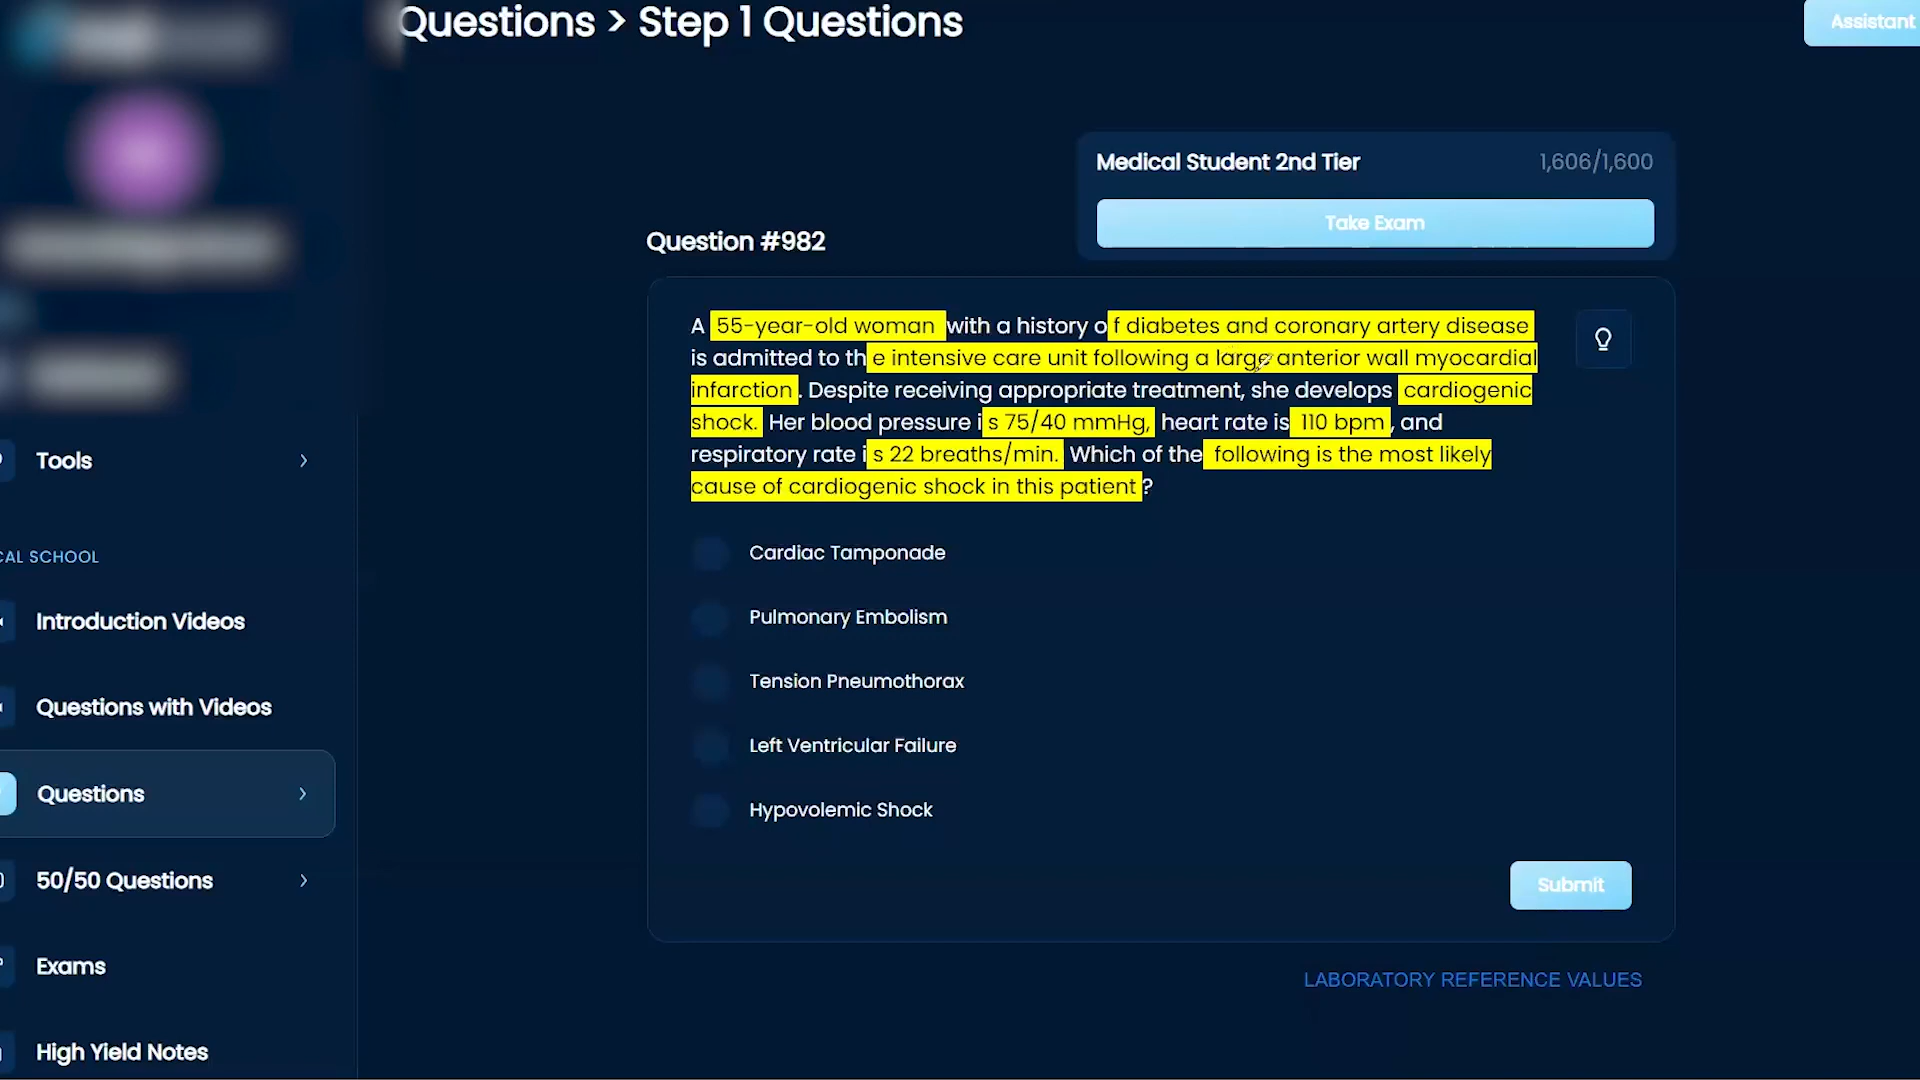 Questions > Step 1 Questions
Assistant
Medical Student 2nd Tier
1,606/1,600
Take Exam
Question #982
A 55-year-old woman with a history of diabetes and coronary artery disease
is admitted to the intensive care unit following a large anterior wall myocardial
infarction. Despite receiving appropriate treatment, she develops cardiogenic
shock. Her blood pressure is 75/40 mmHg, heart rate is 110 bpm, and
respiratory rate is 22 breaths/min. Which of the following is the most likely
cause of cardiogenic shock in this patient?
Cardiac Tamponade
Pulmonary Embolism
Tension Pneumothorax
Left Ventricular Failure
Hypovolemic Shock
Submit
LABORATORY REFERENCE VALUES
Tools
CAL SCHOOL
Introduction Videos
Questions with Videos
Questions
50/50 Questions
Exams
High Yield Notes